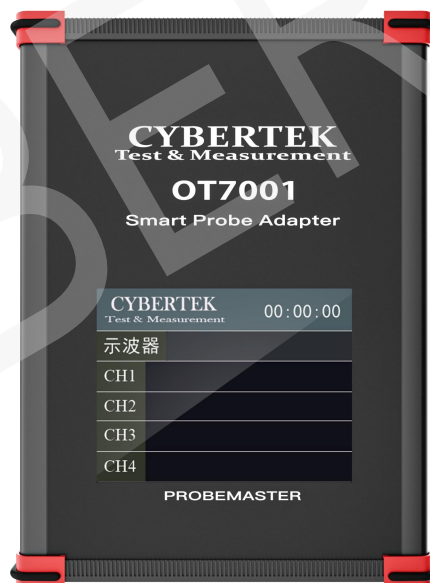 CYBERTEK
Test & Measurement
OT7001
Smart Probe Adapter
CYBERTEK
Test & Measurement
00:00:00
示波器
CH1
CH2
CH3
CH4
PROBEMASTER